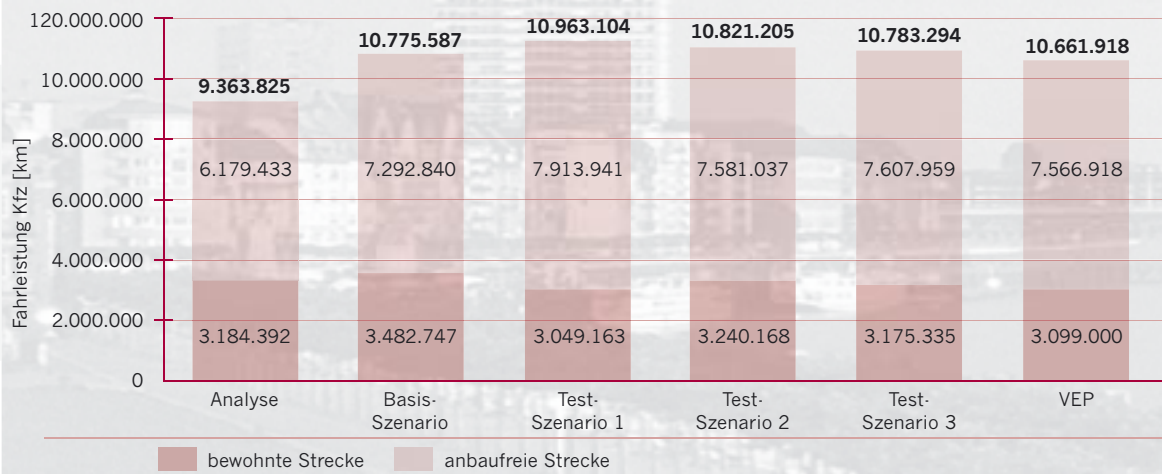 Fahrleistung Kfz [km]
120.000.000
10.000.000
8.000.000
6.000.000
4.000.000
2.000.000
0
9.363.825
10.775.587
10.963.104
10.821.205
10.783.294
10.661.918
6.179.433
7.292.840
7.913.941
7.581.037
7.607.959
7.566.918
3.184.392
3.482.747
3.049.163
3.240.168
3.175.335
3.099.000
Analyse
Basis-
Szenario
Test-
Szenario 1
Test-
Szenario 2
Test-
Szenario 3
VEP
bewohnte Strecke
anbaufreie Strecke